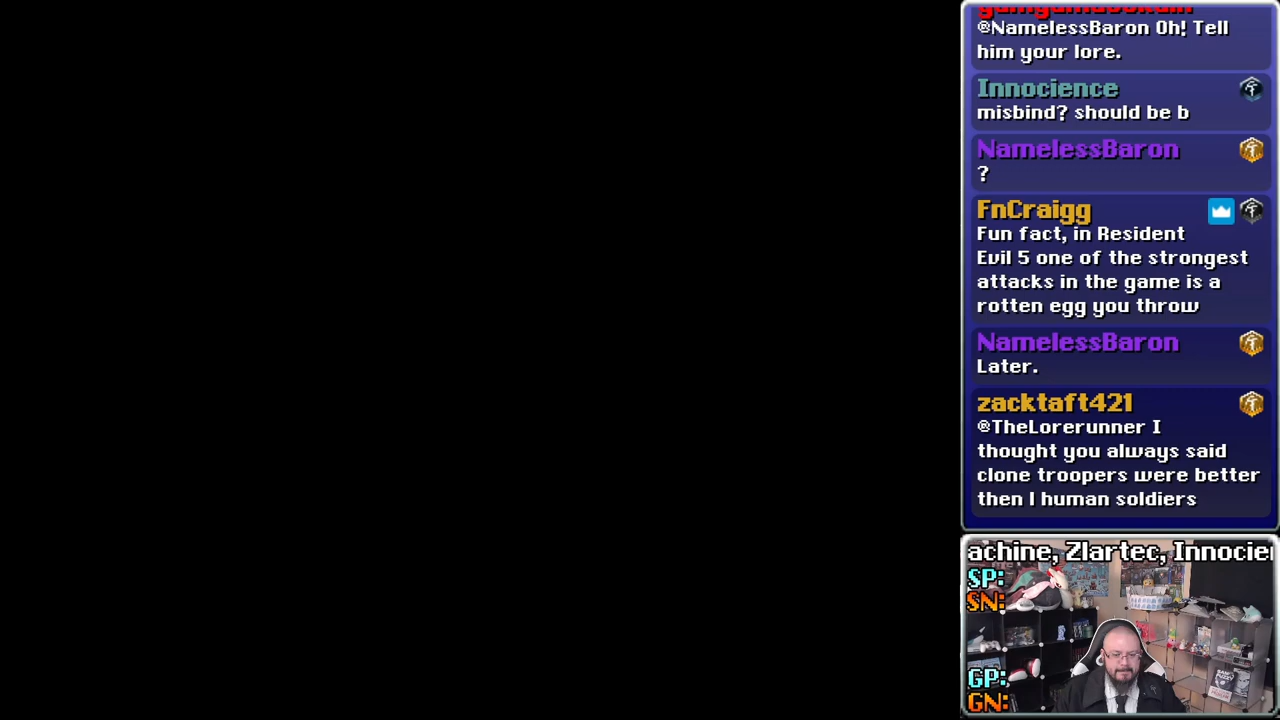 @NamelessBaron Oh! Tell
him your lore.
Innocience
misbind? should be b
NamelessBaron
?
FnCraigg
Fun fact, in Resident
Evil 5 one of the strongest
attacks in the game is a
rotten egg you throw
NamelessBaron
Later.
zacktaft421
@TheLorerunner I
thought you always said
clone troopers were better
then I human soldiers
achine, Zlartec, Innocie
SP:
SN:
GP:
GN: